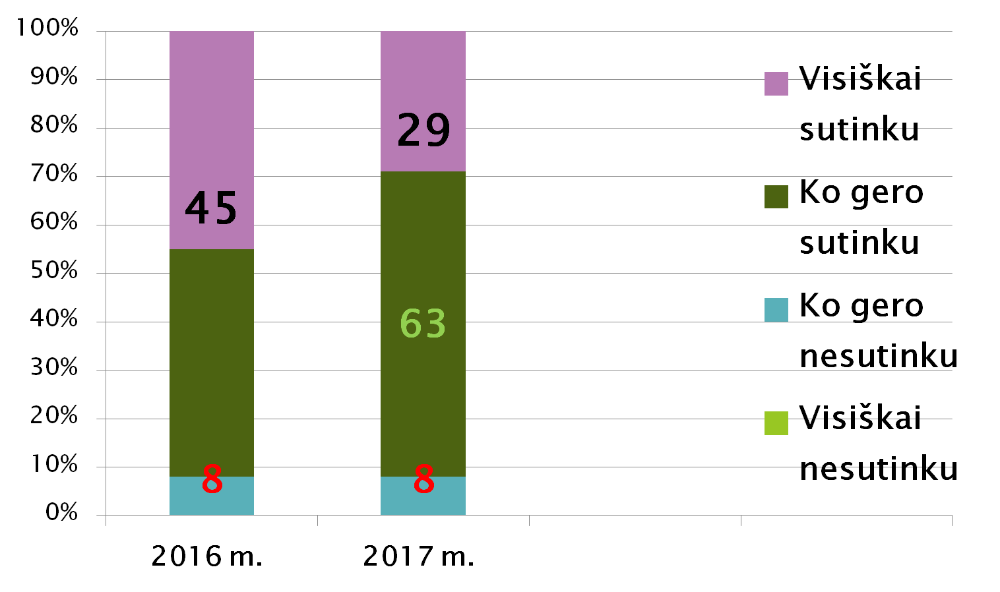 100%
90%
80%
70%
60%
50%
40%
30%
20%
10%
0%
45
8
29
63
8
2016 m.
2017 m.
Visiškai
sutinku
Ko gero
sutinku
Ko gero
nesutinku
Visiškai
nesutinku